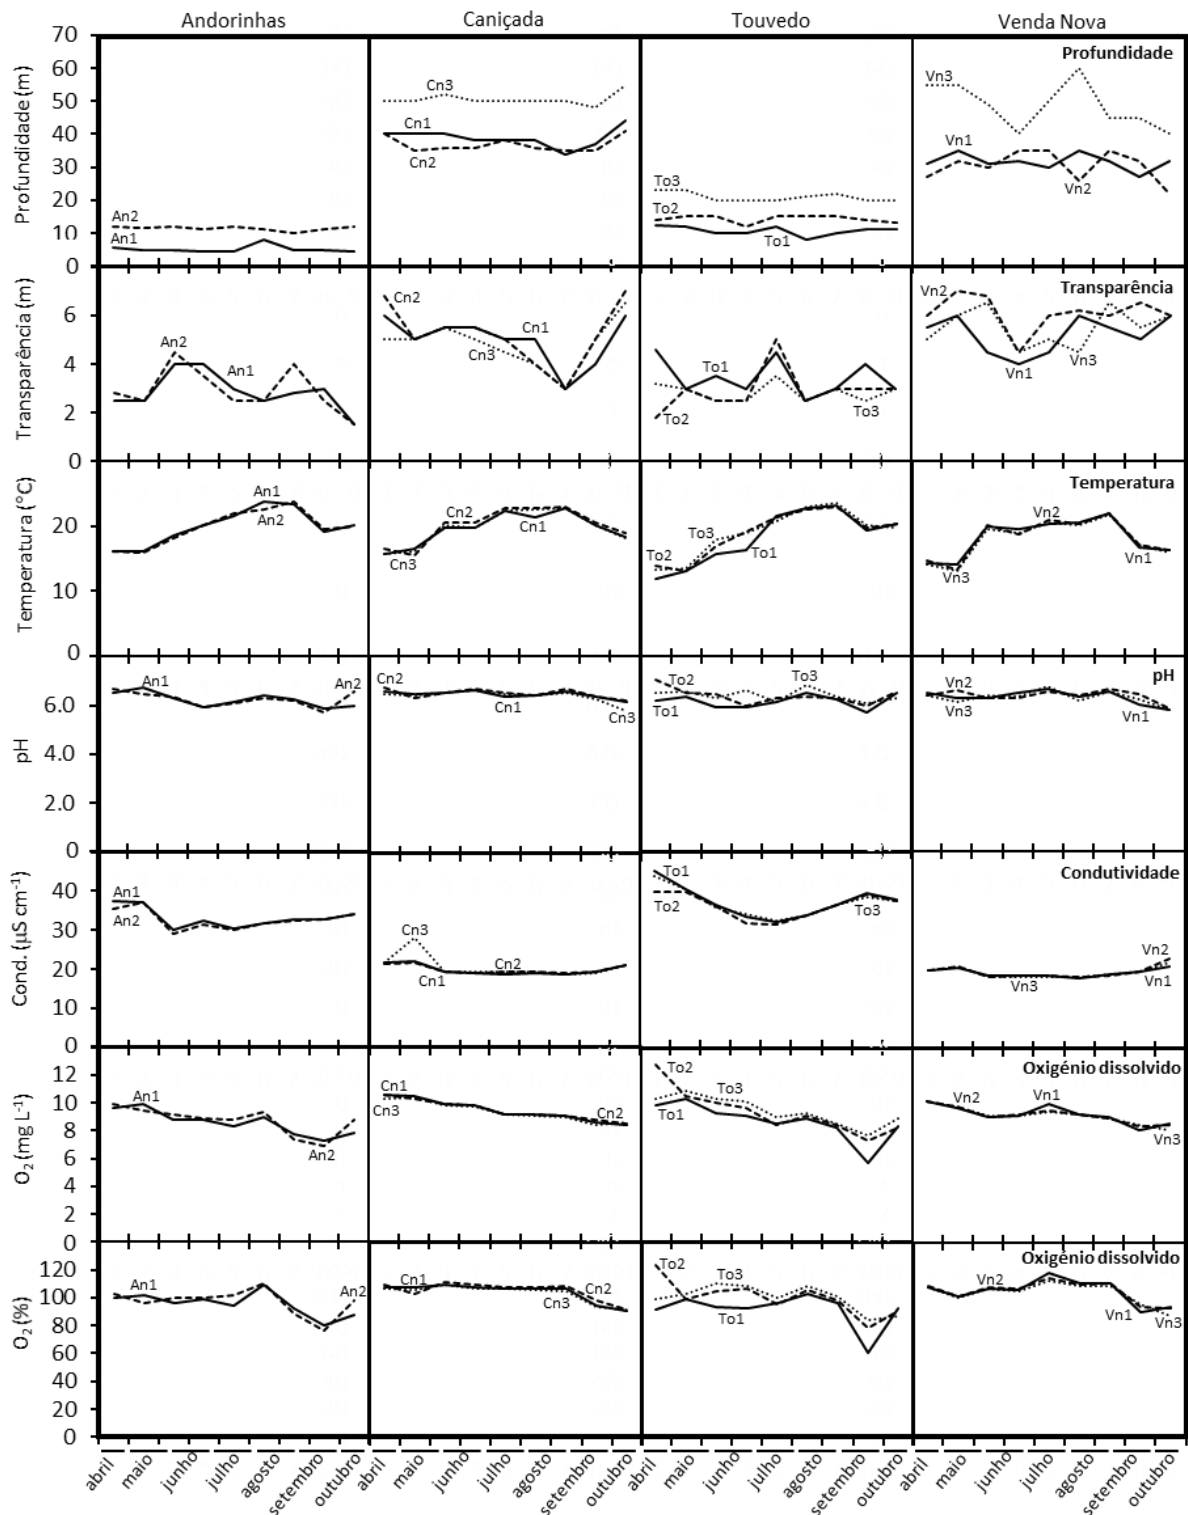 Andorinhas Caniçada Touvedo Venda Nova
Profundidade (m)
70
60
50
40
30
20
10
0
An2
An1
Cn3
Cn1
Cn2
To3
To2
To1
Profundidade
Vn3
Vn1
Vn2
Transparência (m)
6
4
2
0
An2
An1
Cn2
Cn1
Cn3
To1
To2
To3
Transparência
Vn2
Vn1
Vn3
Temperatura (°C)
20
10
0
An1
An2
Cn2
Cn1
Cn3
To3
To2
To1
Temperatura
Vn2
Vn1
Vn3
pH
6.0
4.0
2.0
0
An1
An2
Cn2
Cn1
Cn3
To2
To3
To1
pH
Vn2
Vn3
Vn1
Cond. (µS cm⁻¹)
40
30
20
10
0
An1
An2
Cn3
Cn2
Cn1
To1
To2
To3
Condutividade
Vn2
Vn3
Vn1
O₂ (mg L⁻¹)
12
10
8
6
4
2
0
An1
An2
Cn1
Cn3
Cn2
To2
To3
To1
Oxigénio dissolvido
Vn2
Vn1
Vn3
O₂ (%)
120
100
80
60
40
20
0
An1
An2
Cn1
Cn2
Cn3
To2
To3
To1
Oxigénio dissolvido
Vn2
Vn1
Vn3
abril maio junho julho agosto setembro outubro abril maio junho julho agosto setembro outubro abril maio junho julho agosto setembro outubro abril maio junho julho agosto setembro outubro